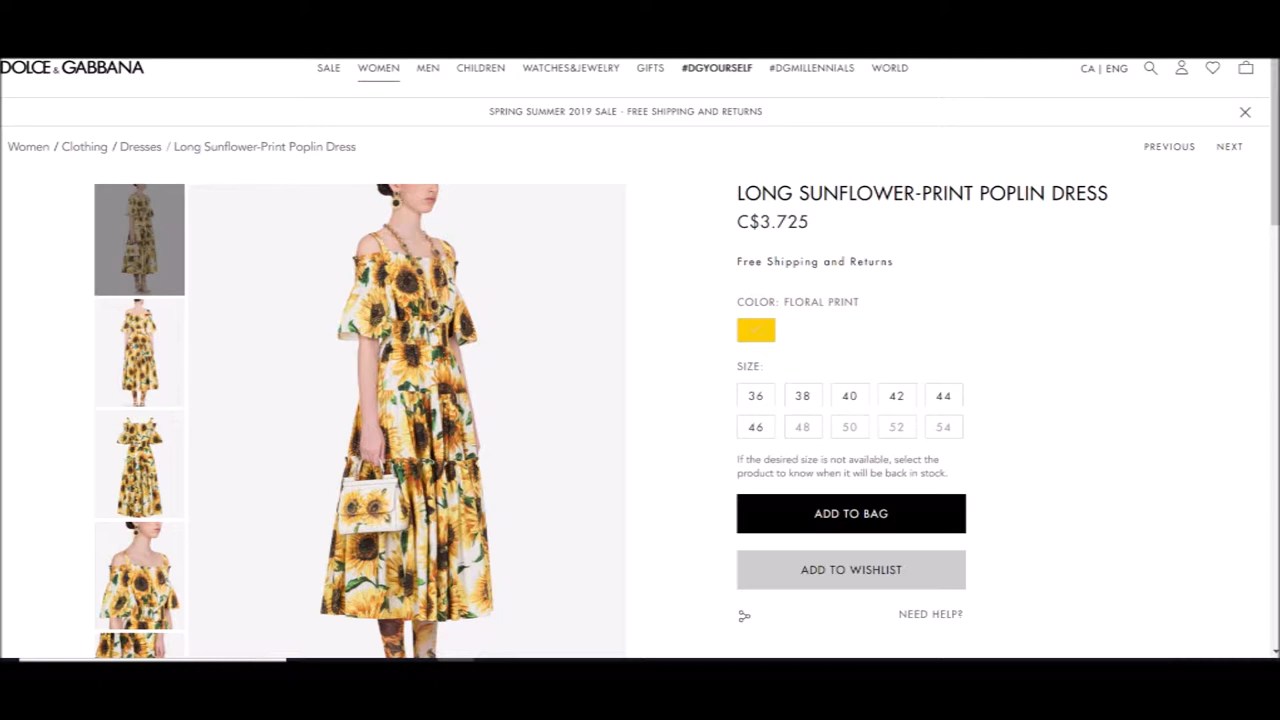 DOLCE & GABBANA
SALE WOMEN MEN CHILDREN WATCHES&JEWELRY GIFTS #DGYOURSELF #DGMILLENNIALS WORLD
CA | ENG
SPRING SUMMER 2019 SALE - FREE SHIPPING AND RETURNS
Women / Clothing / Dresses / Long Sunflower-Print Poplin Dress
PREVIOUS NEXT
LONG SUNFLOWER-PRINT POPLIN DRESS
C$3.725
Free Shipping and Returns
COLOR: FLORAL PRINT
SIZE:
36 38 40 42 44
46 48 50 52 54
If the desired size is not available, select the
product to know when it will be back in stock.
ADD TO BAG
ADD TO WISHLIST
NEED HELP?